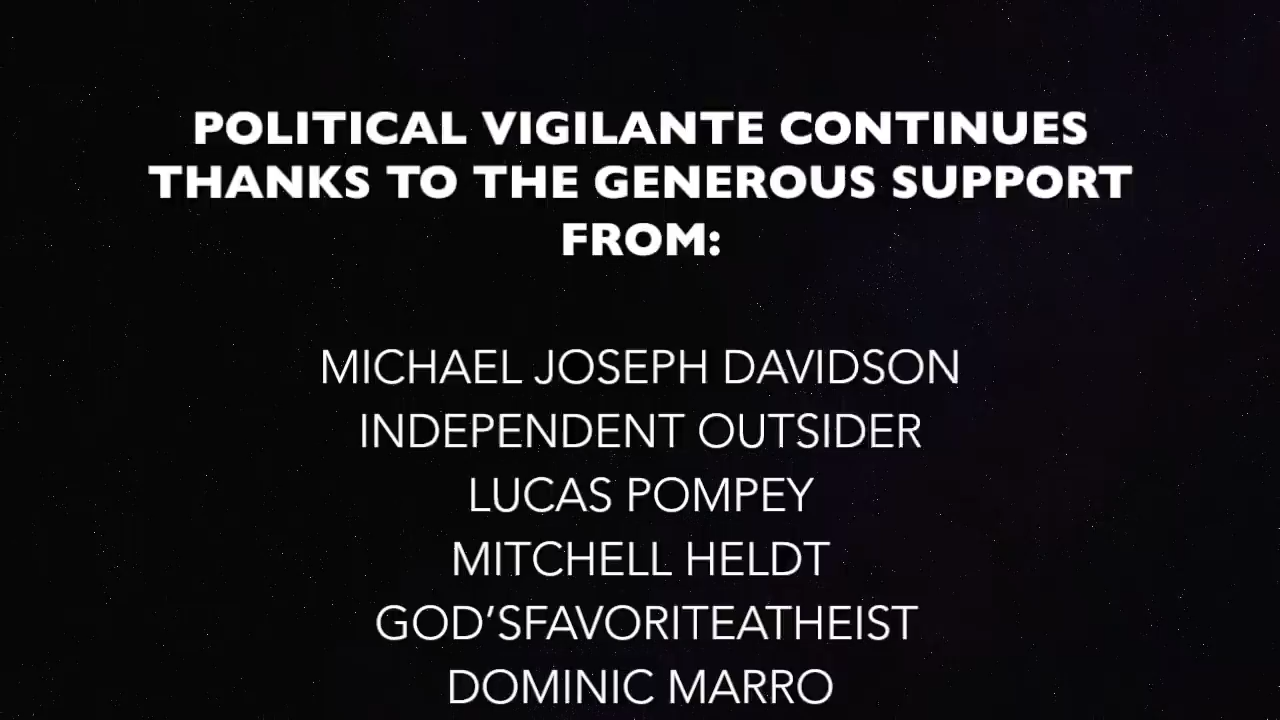 POLITICAL VIGILANTE CONTINUES
THANKS TO THE GENEROUS SUPPORT
FROM:
MICHAEL JOSEPH DAVIDSON
INDEPENDENT OUTSIDER
LUCAS POMPEY
MITCHELL HELDT
GOD’SFAVORITEATHEIST
DOMINIC MARRO